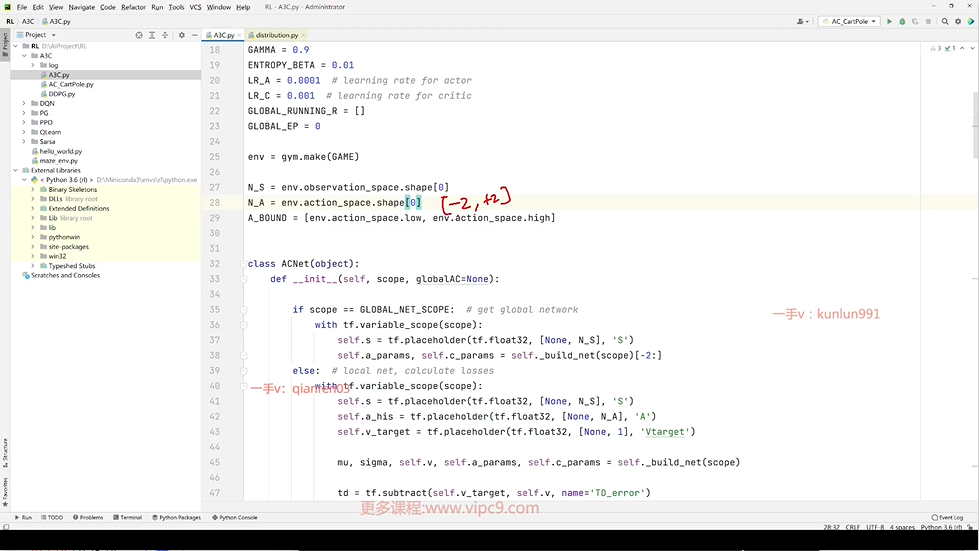 File Edit View Navigate Code Refactor Run Tools VCS Window Help RL - A3C.py - Administrator
RL A3C A3C.py AC_CartPole
Project A3C.py distribution.py
RL D:\AIProject\RL
A3C
log
A3C.py
AC_CartPole.py
DDPG.py
DQN
PG
PPO
QLearn
Sarsa
hello_world.py
maze_env.py
External Libraries
< Python 3.6 (rl) > D:\Miniconda3\envs\rl\python.exe
Binary Skeletons
DLLs library root
Extended Definitions
Lib library root
lib
pythonwin
site-packages
win32
Typeshed Stubs
Scratches and Consoles
Project
Structure
Favorites
3 1
18 GAMMA = 0.9
19 ENTROPY_BETA = 0.01
20 LR_A = 0.0001 # learning rate for actor
21 LR_C = 0.001 # learning rate for critic
22 GLOBAL_RUNNING_R = []
23 GLOBAL_EP = 0
24
25 env = gym.make(GAME)
26
27 N_S = env.observation_space.shape[0]
28 N_A = env.action_space.shape[0] [-2, +2]
29 A_BOUND = [env.action_space.low, env.action_space.high]
30
31
32 class ACNet(object):
33 def __init__(self, scope, globalAC=None):
34
35 if scope == GLOBAL_NET_SCOPE: # get global network
36 with tf.variable_scope(scope):
37 self.s = tf.placeholder(tf.float32, [None, N_S], 'S')
38 self.a_params, self.c_params = self._build_net(scope)[-2:]
39 else: # local net, calculate losses
40 with tf.variable_scope(scope):
41 self.s = tf.placeholder(tf.float32, [None, N_S], 'S')
42 self.a_his = tf.placeholder(tf.float32, [None, N_A], 'A')
43 self.v_target = tf.placeholder(tf.float32, [None, 1], 'Vtarget')
44
45 mu, sigma, self.v, self.a_params, self.c_params = self._build_net(scope)
46
47 td = tf.subtract(self.v_target, self.v, name='TD_error')
一手v：kunlun991
一手v：qianren03
更多课程:www.vipc9.com
Run TODO Problems Terminal Python Packages Python Console Event Log
28:32 CRLF UTF-8 4 spaces Python 3.6 (rl)